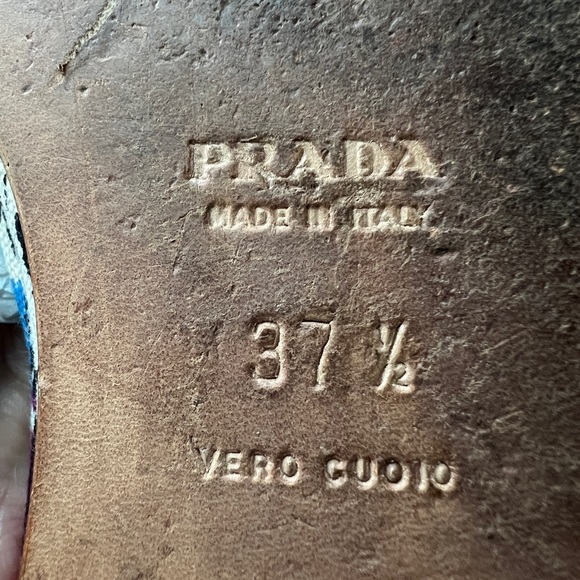 PRADA
MADE IN ITALY
37 ½
VERO CUOIO